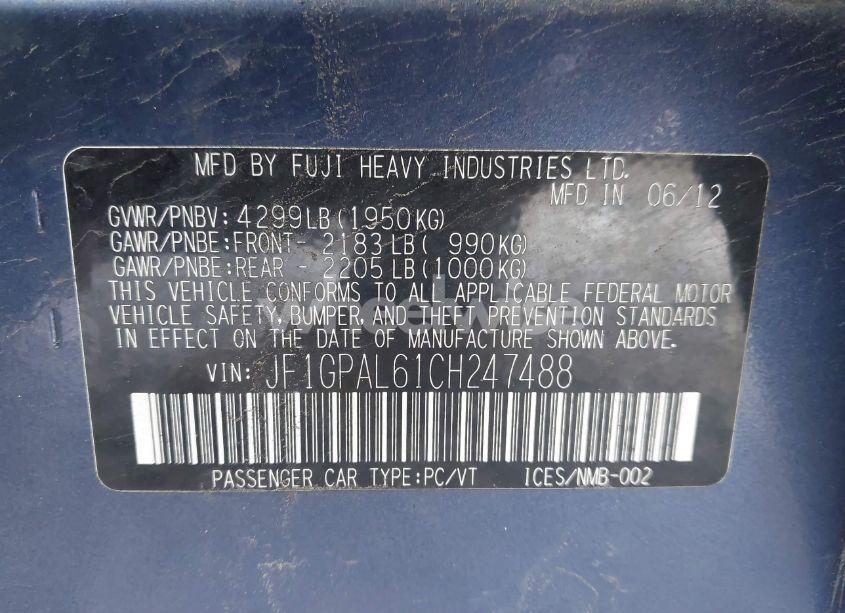 MFD BY FUJI HEAVY INDUSTRIES LTD.
MFD IN 06/12
GVWR/PNBV: 4299LB(1950KG)
GAWR/PNBE:FRONT- 2183LB( 990KG)
GAWR/PNBE:REAR - 2205LB(1000KG)
THIS VEHICLE CONFORMS TO ALL APPLICABLE FEDERAL MOTOR
VEHICLE SAFETY, BUMPER, AND THEFT PREVENTION STANDARDS
IN EFFECT ON THE DATE OF MANUFACTURE SHOWN ABOVE.
VIN: JF1GPAL61CH247488
PASSENGER CAR TYPE:PC/VT ICES/NMB-002